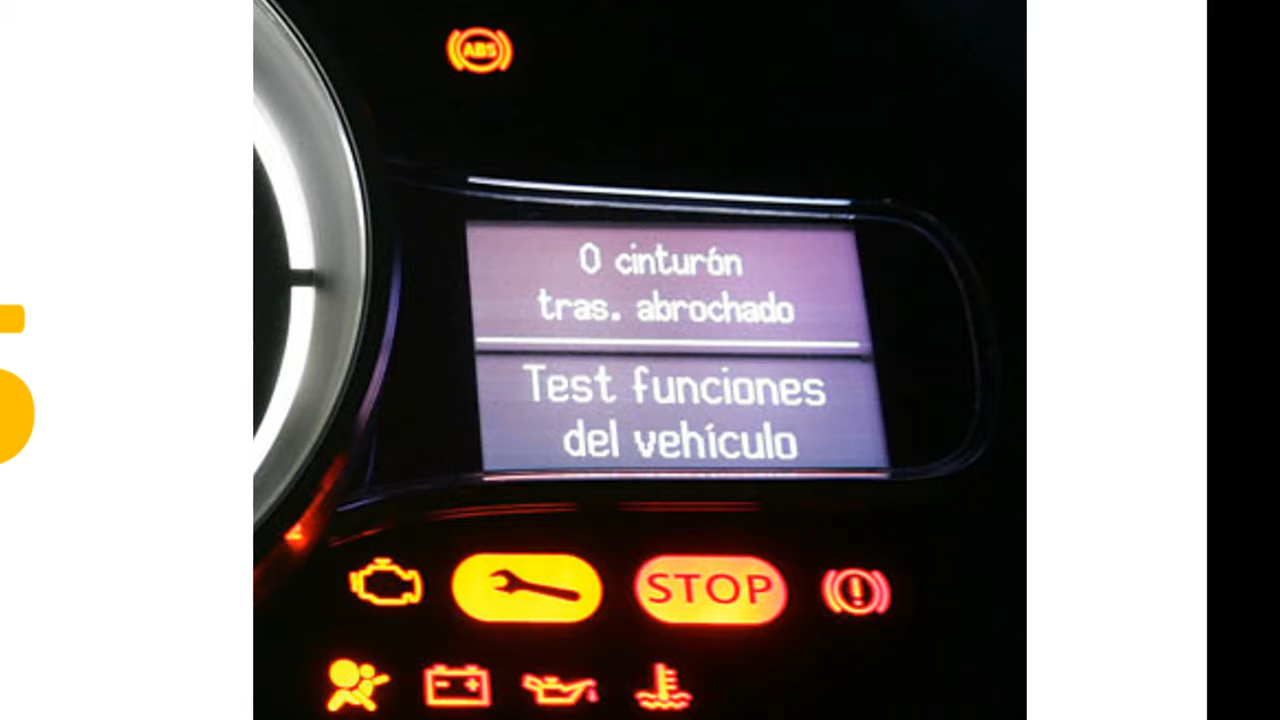 ABS
0 cinturón
tras. abrochado
Test funciones
del vehículo
STOP